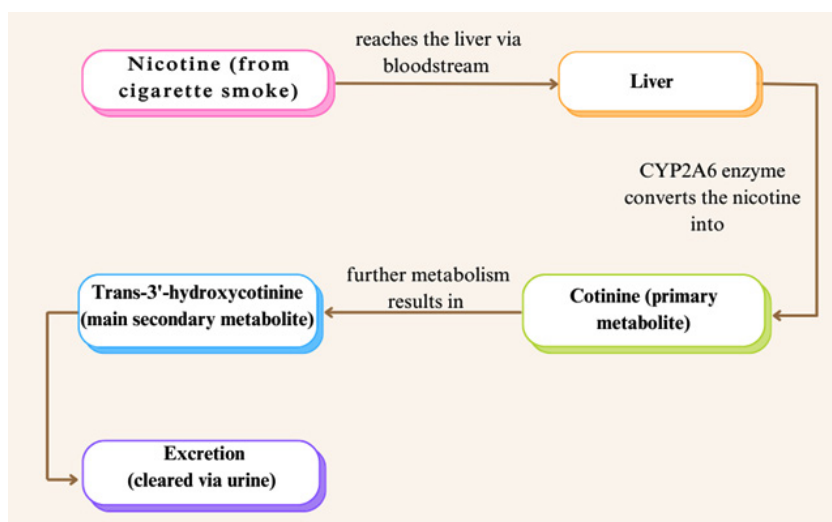 Nicotine (from
cigarette smoke)
reaches the liver via
bloodstream
Liver
CYP2A6 enzyme
converts the nicotine
into
Cotinine (primary
metabolite)
further metabolism
results in
Trans-3'-hydroxycotinine
(main secondary metabolite)
Excretion
(cleared via urine)